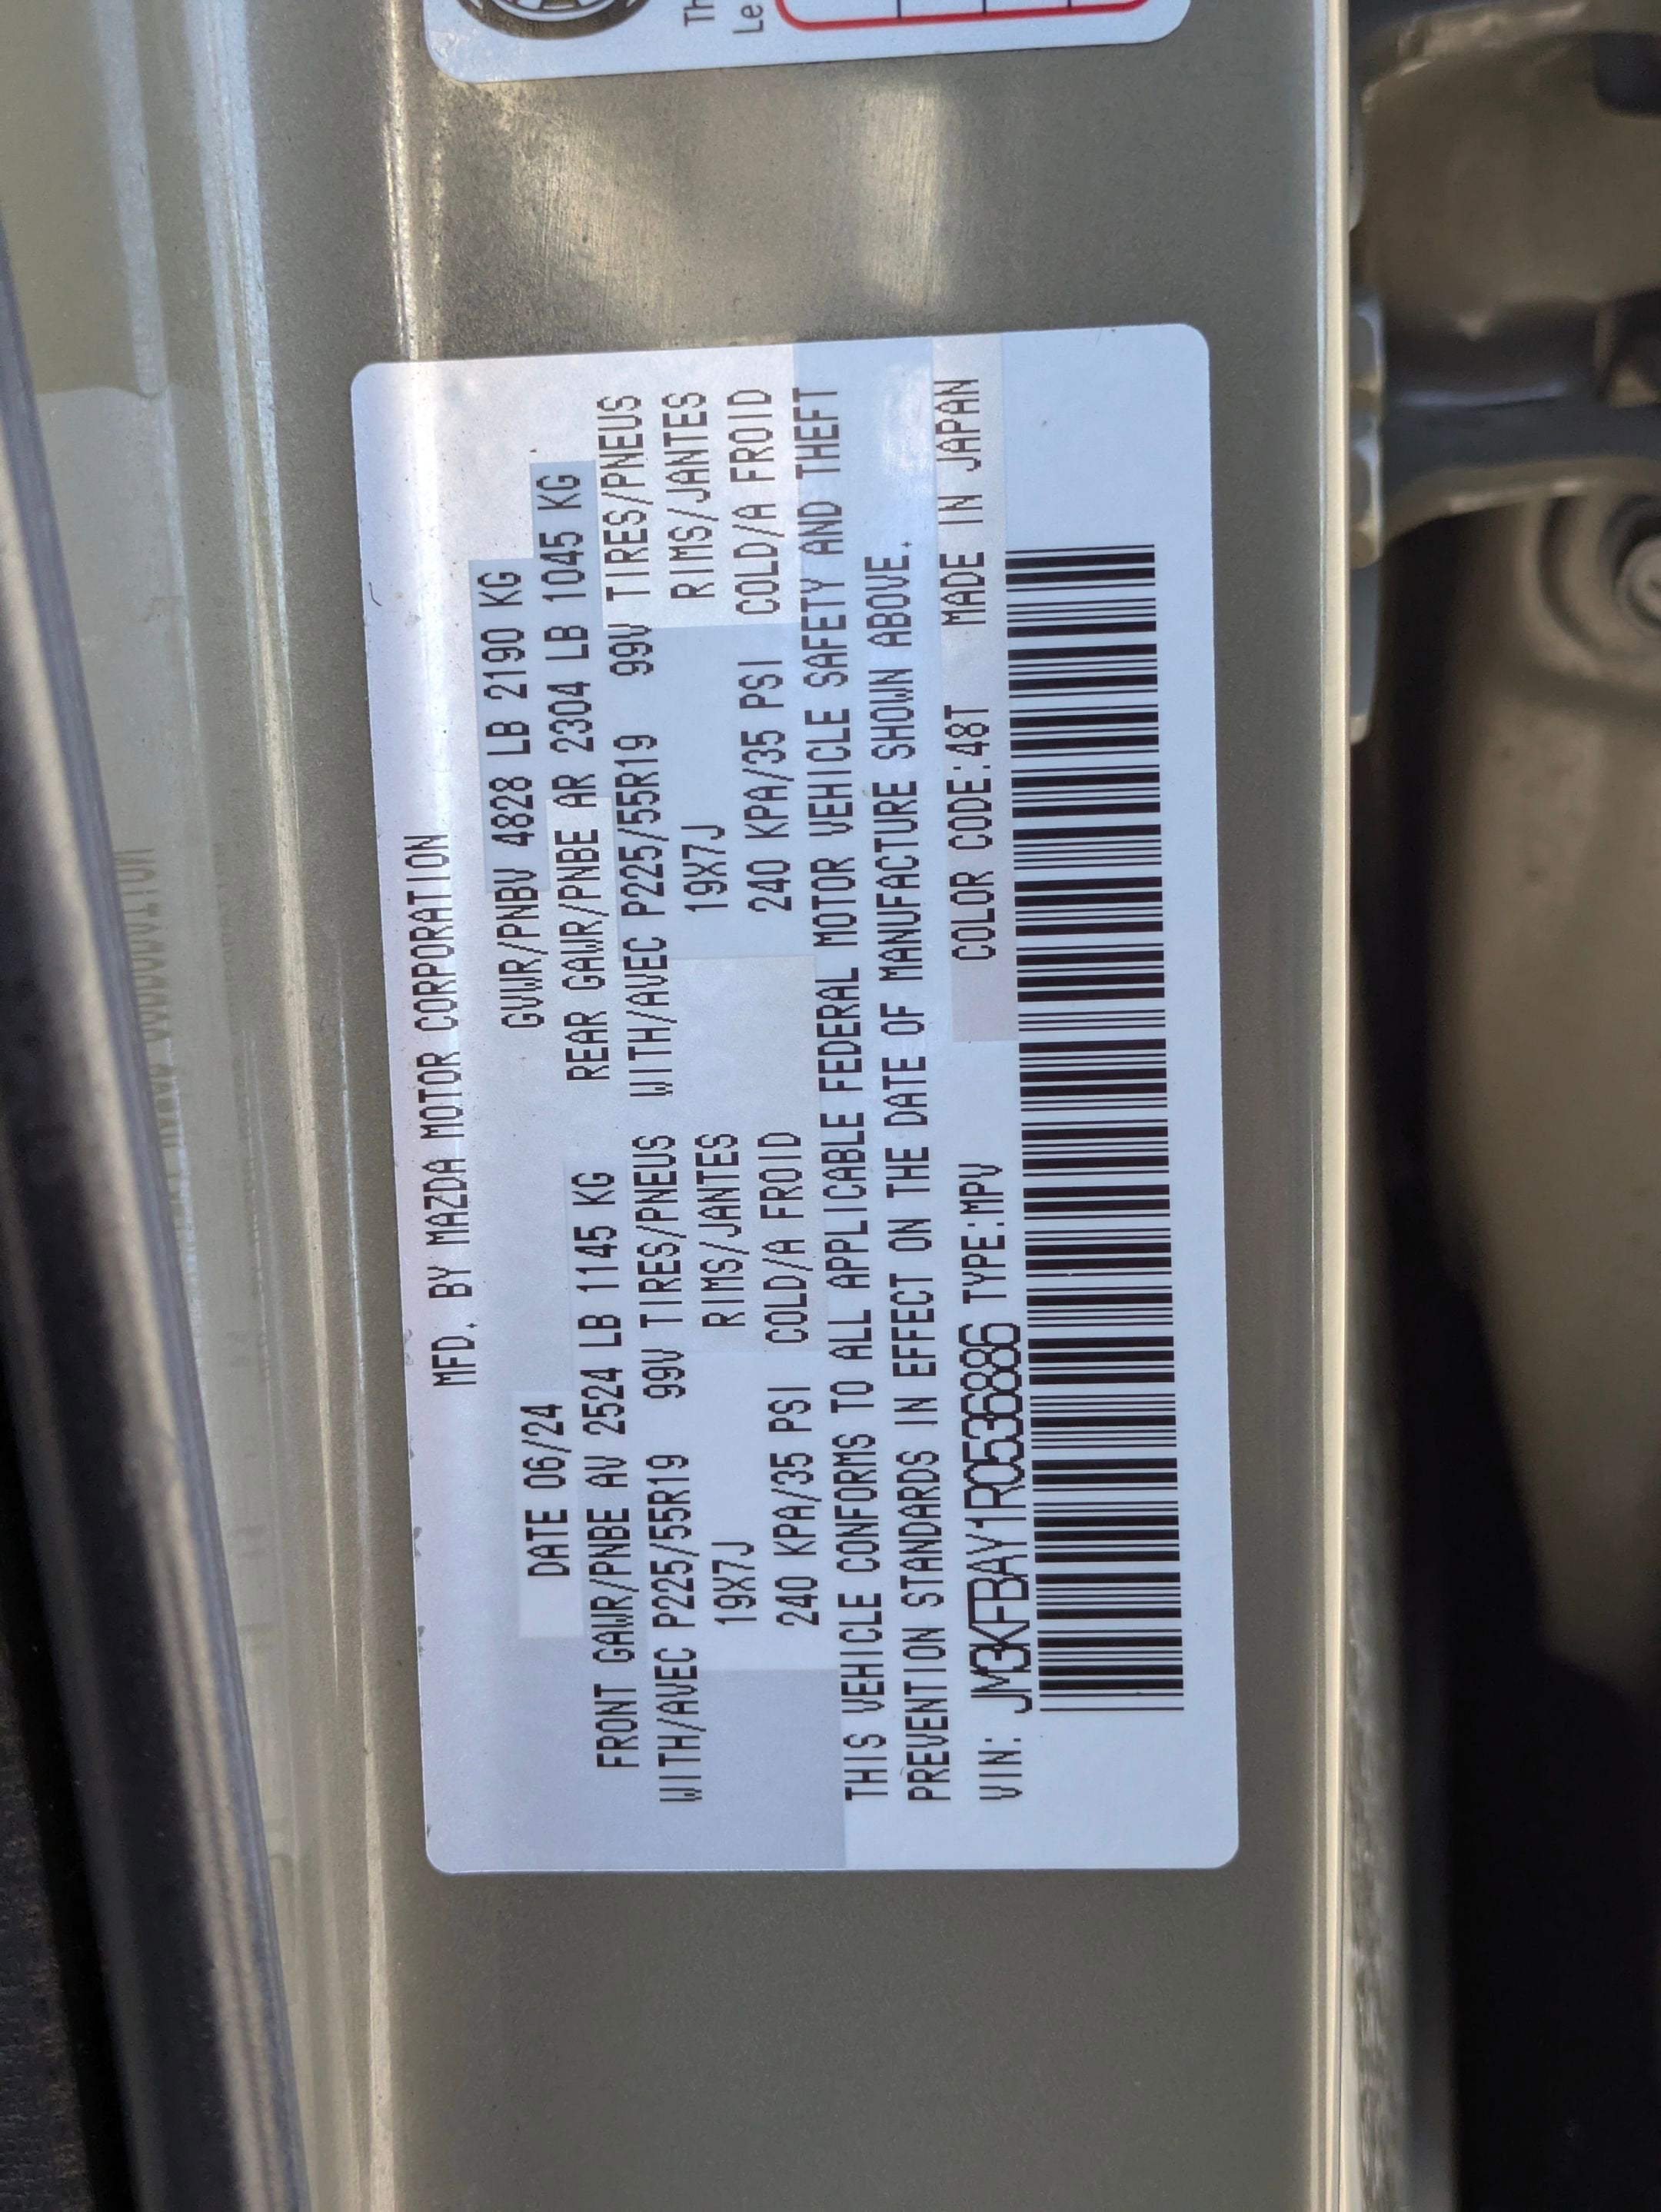 Th
Le
MFD. BY MAZDA MOTOR CORPORATION
DATE 06/24 GVWR/PNBV 4828 LB 2190 KG
FRONT GAWR/PNBE AV 2524 LB 1145 KG REAR GAWR/PNBE AR 2304 LB 1045 KG
WITH/AVEC P225/55R19 99V TIRES/PNEUS WITH/AVEC P225/55R19 99V TIRES/PNEUS
19X7J RIMS/JANTES 19X7J RIMS/JANTES
240 KPA/35 PSI COLD/A FROID 240 KPA/35 PSI COLD/A FROID
THIS VEHICLE CONFORMS TO ALL APPLICABLE FEDERAL MOTOR VEHICLE SAFETY AND THEFT
PREVENTION STANDARDS IN EFFECT ON THE DATE OF MANUFACTURE SHOWN ABOVE.
VIN: JM3KFBAY1R0536886 TYPE:MPV COLOR CODE:48T MADE IN JAPAN